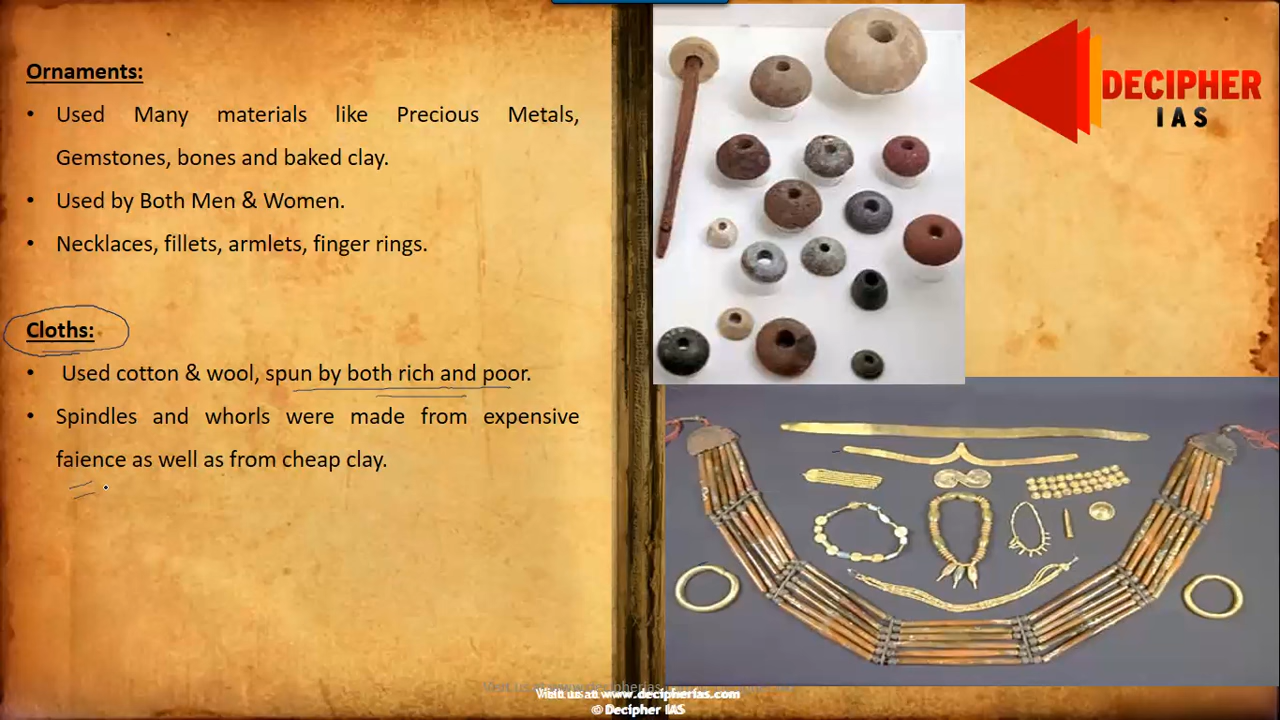 Ornaments:
• Used Many materials like Precious Metals,
Gemstones, bones and baked clay.
• Used by Both Men & Women.
• Necklaces, fillets, armlets, finger rings.
Cloths:
• Used cotton & wool, spun by both rich and poor.
• Spindles and whorls were made from expensive
faience as well as from cheap clay.
DECIPHER
IAS
Visit us at www.decipherias.com
© Decipher IAS